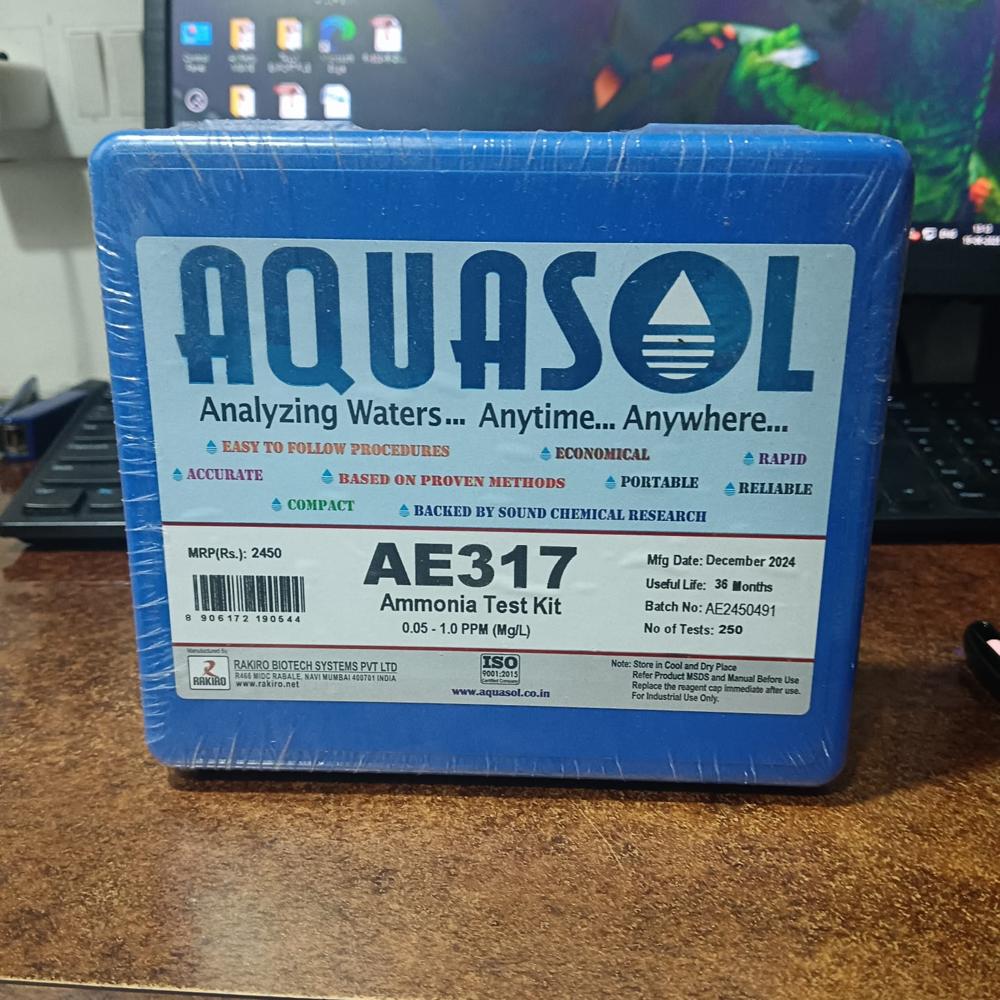 AQUASOL
Analyzing Waters... Anytime... Anywhere...
EASY TO FOLLOW PROCEDURES ECONOMICAL RAPID
ACCURATE BASED ON PROVEN METHODS PORTABLE RELIABLE
COMPACT BACKED BY SOUND CHEMICAL RESEARCH
MRP(Rs.): 2450
8 906172 190544
AE317
Ammonia Test Kit
0.05 - 1.0 PPM (Mg/L)
Mfg Date: December 2024
Useful Life: 36 Months
Batch No: AE2450491
No of Tests: 250
Manufactured By
RAKIRO
RAKIRO BIOTECH SYSTEMS PVT LTD
R466 MIDC RABALE, NAVI MUMBAI 400701 INDIA
www.rakiro.net
ISO
9001:2015
Certified Company
www.aquasol.co.in
Note: Store in Cool and Dry Place
Refer Product MSDS and Manual Before Use
Replace the reagent cap immediate after use.
For Industrial Use Only.